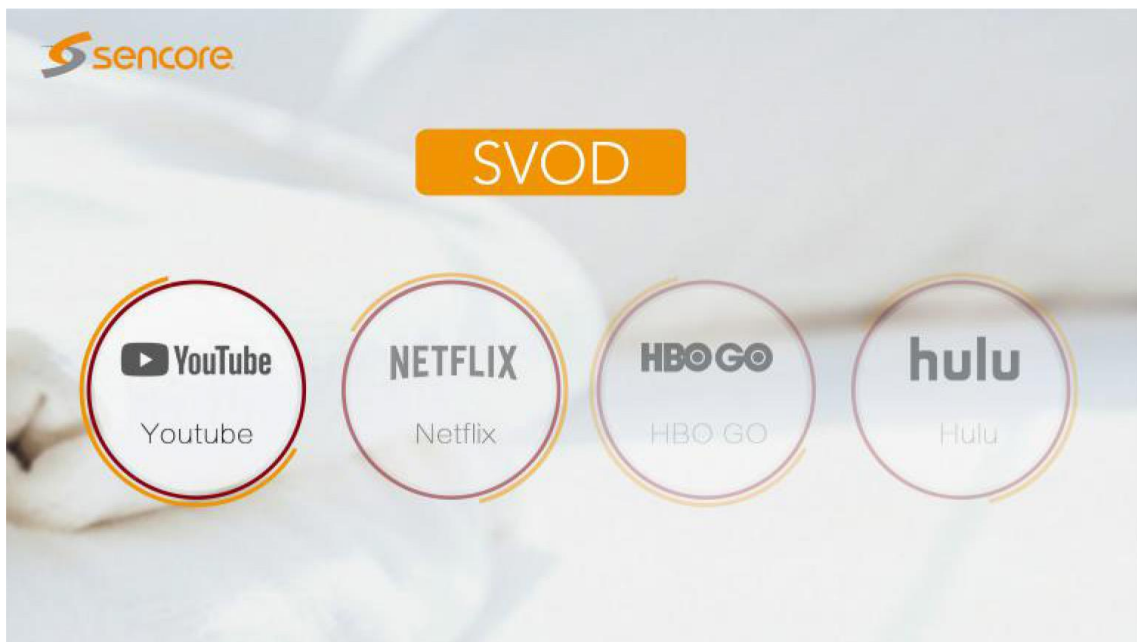 sencore
SVOD
YouTube
Youtube
NETFLIX
Netflix
HBO GO
HBO GO
hulu
Hulu